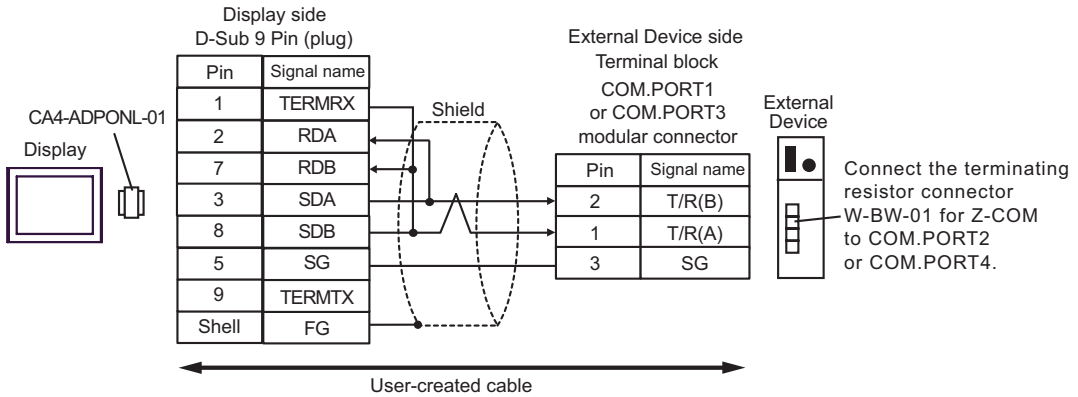 Display side
D-Sub 9 Pin (plug)
Pin Signal name
1 TERMRX
2 RDA
7 RDB
3 SDA
8 SDB
5 SG
9 TERMTX
Shell FG
CA4-ADPONL-01
Display
Shield
External Device side
Terminal block
COM.PORT1
or COM.PORT3
modular connector
Pin Signal name
2 T/R(B)
1 T/R(A)
3 SG
External
Device
Connect the terminating
resistor connector
W-BW-01 for Z-COM
to COM.PORT2
or COM.PORT4.
User-created cable